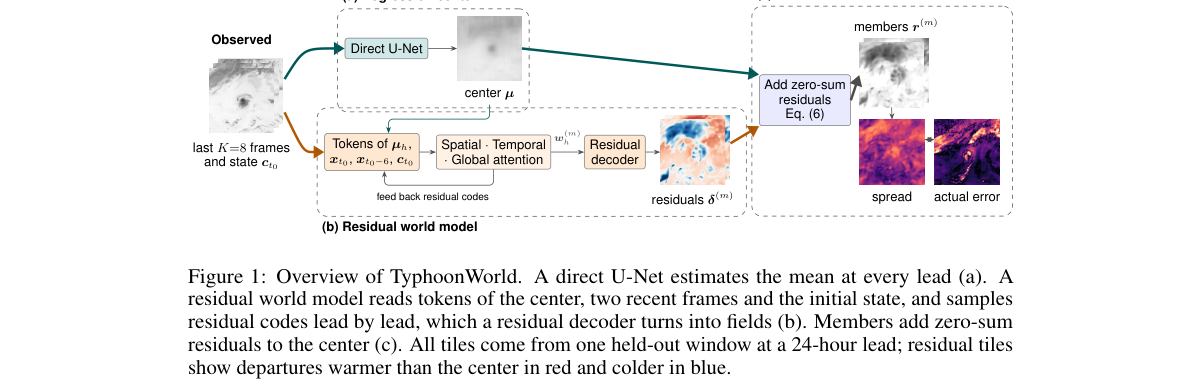 Observed
last K=8 frames
and state c_{t_0}
Direct U-Net
center μ
Tokens of μ_h,
x_{t_0}, x_{t_0−6}, c_{t_0}
Spatial · Temporal
· Global attention
w_h^{(m)}
Residual
decoder
feed back residual codes
residuals δ^{(m)}
(b) Residual world model
Add zero-sum
residuals
Eq. (6)
members r^{(m)}
spread
actual error
Figure 1: Overview of TyphoonWorld. A direct U-Net estimates the mean at every lead (a). A
residual world model reads tokens of the center, two recent frames and the initial state, and samples
residual codes lead by lead, which a residual decoder turns into fields (b). Members add zero-sum
residuals to the center (c). All tiles come from one held-out window at a 24-hour lead; residual tiles
show departures warmer than the center in red and colder in blue.